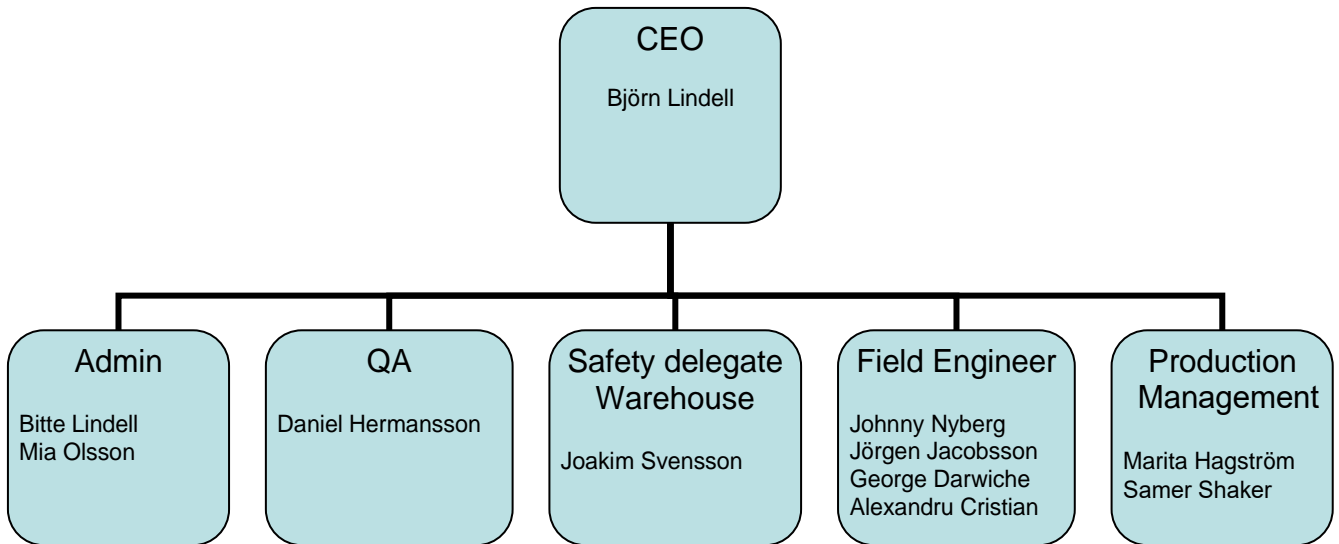 CEO
Björn Lindell
Admin
Bitte Lindell
Mia Olsson
QA
Daniel Hermansson
Safety delegate
Warehouse
Joakim Svensson
Field Engineer
Johnny Nyberg
Jörgen Jacobsson
George Darwiche
Alexandru Cristian
Production
Management
Marita Hagström
Samer Shaker